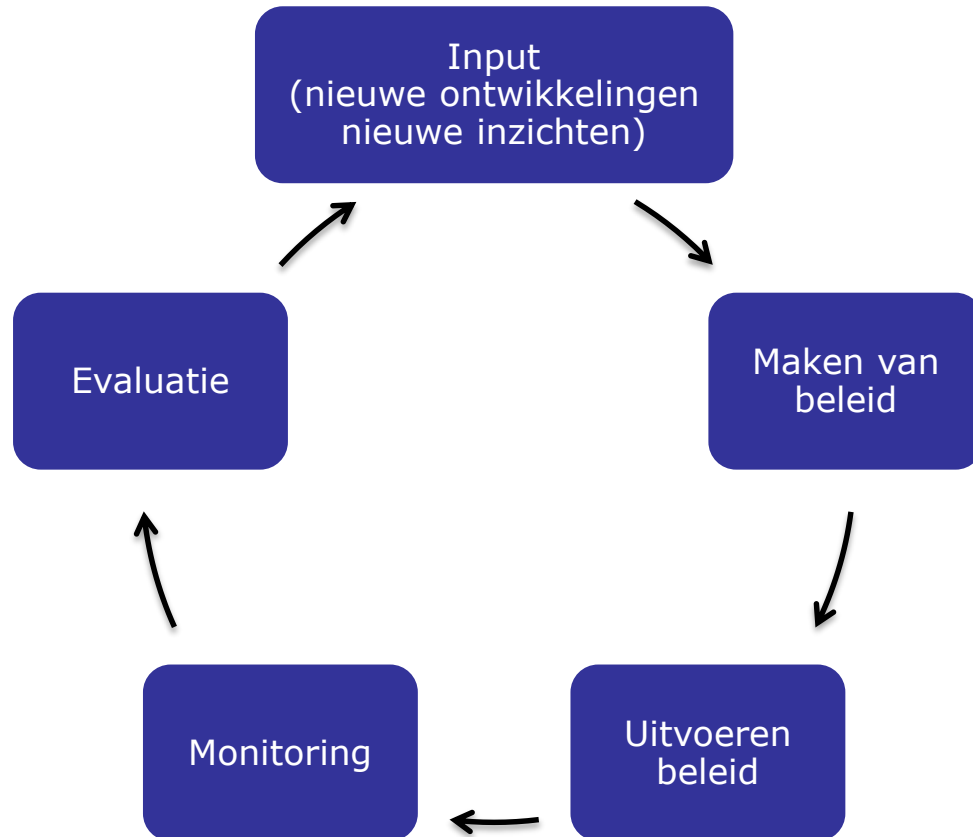 Input
(nieuwe ontwikkelingen
nieuwe inzichten)
Maken van
beleid
Uitvoeren
beleid
Monitoring
Evaluatie